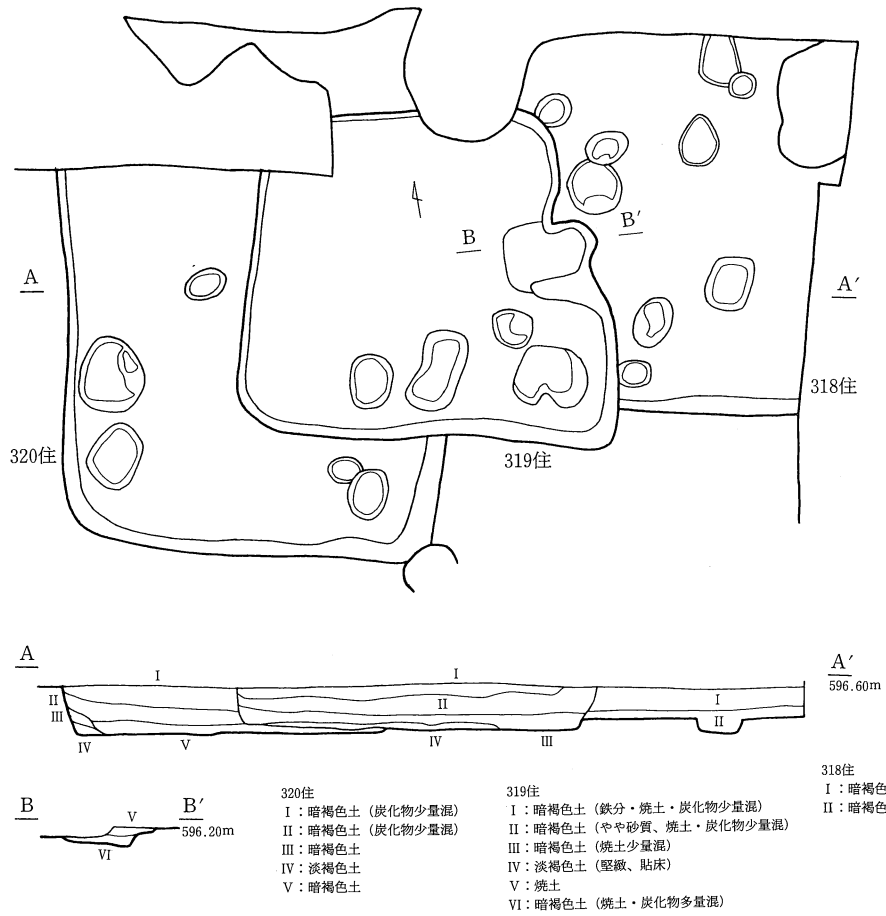 B
B′
A
A′
318住
320住
319住
A
A′
596.60m
I
I
II
II
I
III
II
IV
V
IV
III
B
B′
V
596.20m
VI
320住
I：暗褐色土（炭化物少量混）
II：暗褐色土（炭化物少量混）
III：暗褐色土
IV：淡褐色土
V：暗褐色土
319住
I：暗褐色土（鉄分・焼土・炭化物少量混）
II：暗褐色土（やや砂質、焼土・炭化物少量混）
III：暗褐色土（焼土少量混）
IV：淡褐色土（堅緻、貼床）
V：焼土
VI：暗褐色土（焼土・炭化物多量混）
318住
I：暗褐色
II：暗褐色